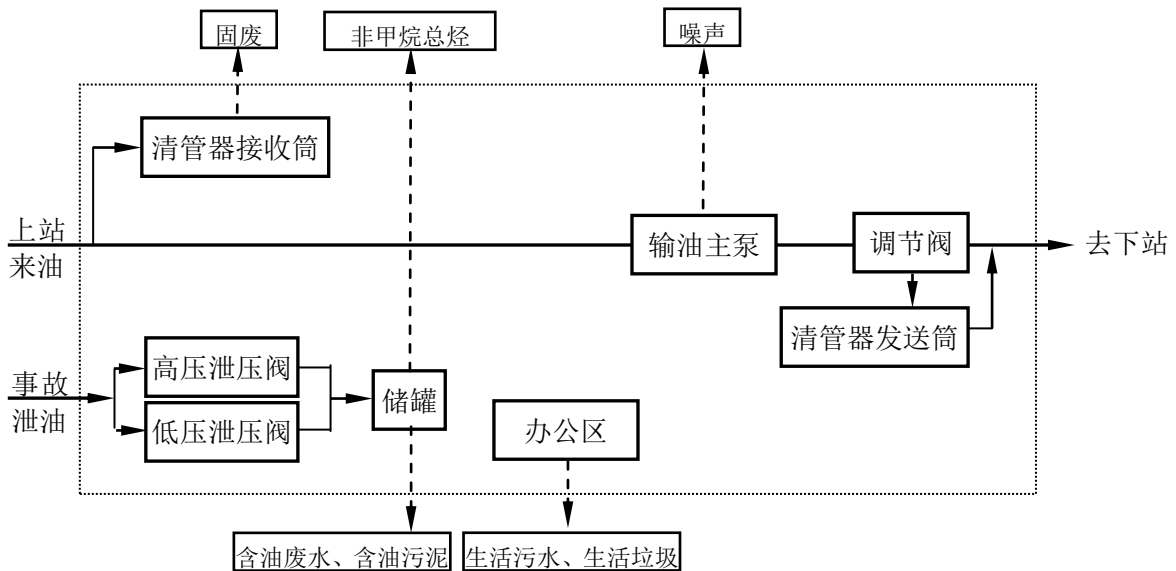 固废
非甲烷总烃
噪声
清管器接收筒
上站
来油
输油主泵
调节阀
去下站
清管器发送筒
高压泄压阀
事故
泄油
储罐
低压泄压阀
办公区
含油废水、含油污泥
生活污水、生活垃圾